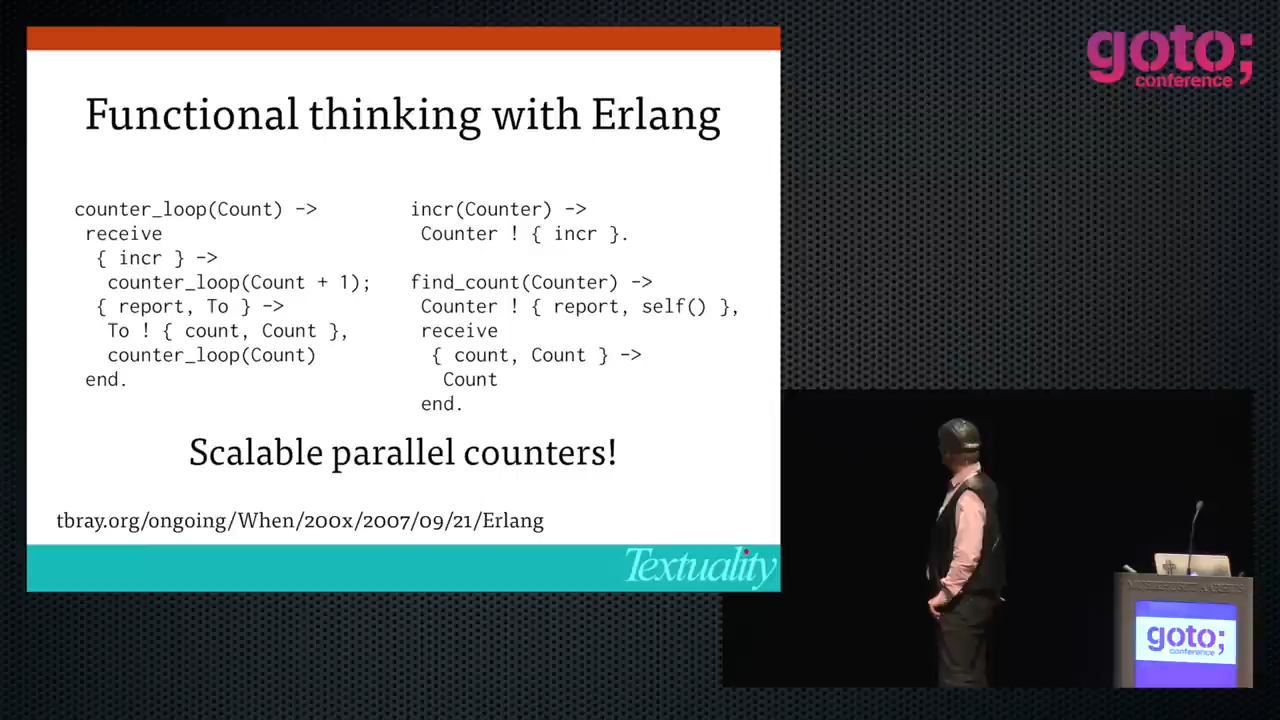 goto;
conference
Functional thinking with Erlang
counter_loop(Count) ->
receive
{ incr } ->
counter_loop(Count + 1);
{ report, To } ->
To ! { count, Count },
counter_loop(Count)
end.
incr(Counter) ->
Counter ! { incr }.
find_count(Counter) ->
Counter ! { report, self() },
receive
{ count, Count } ->
Count
end.
Scalable parallel counters!
tbray.org/ongoing/When/200x/2007/09/21/Erlang
Textuality
goto;
conference